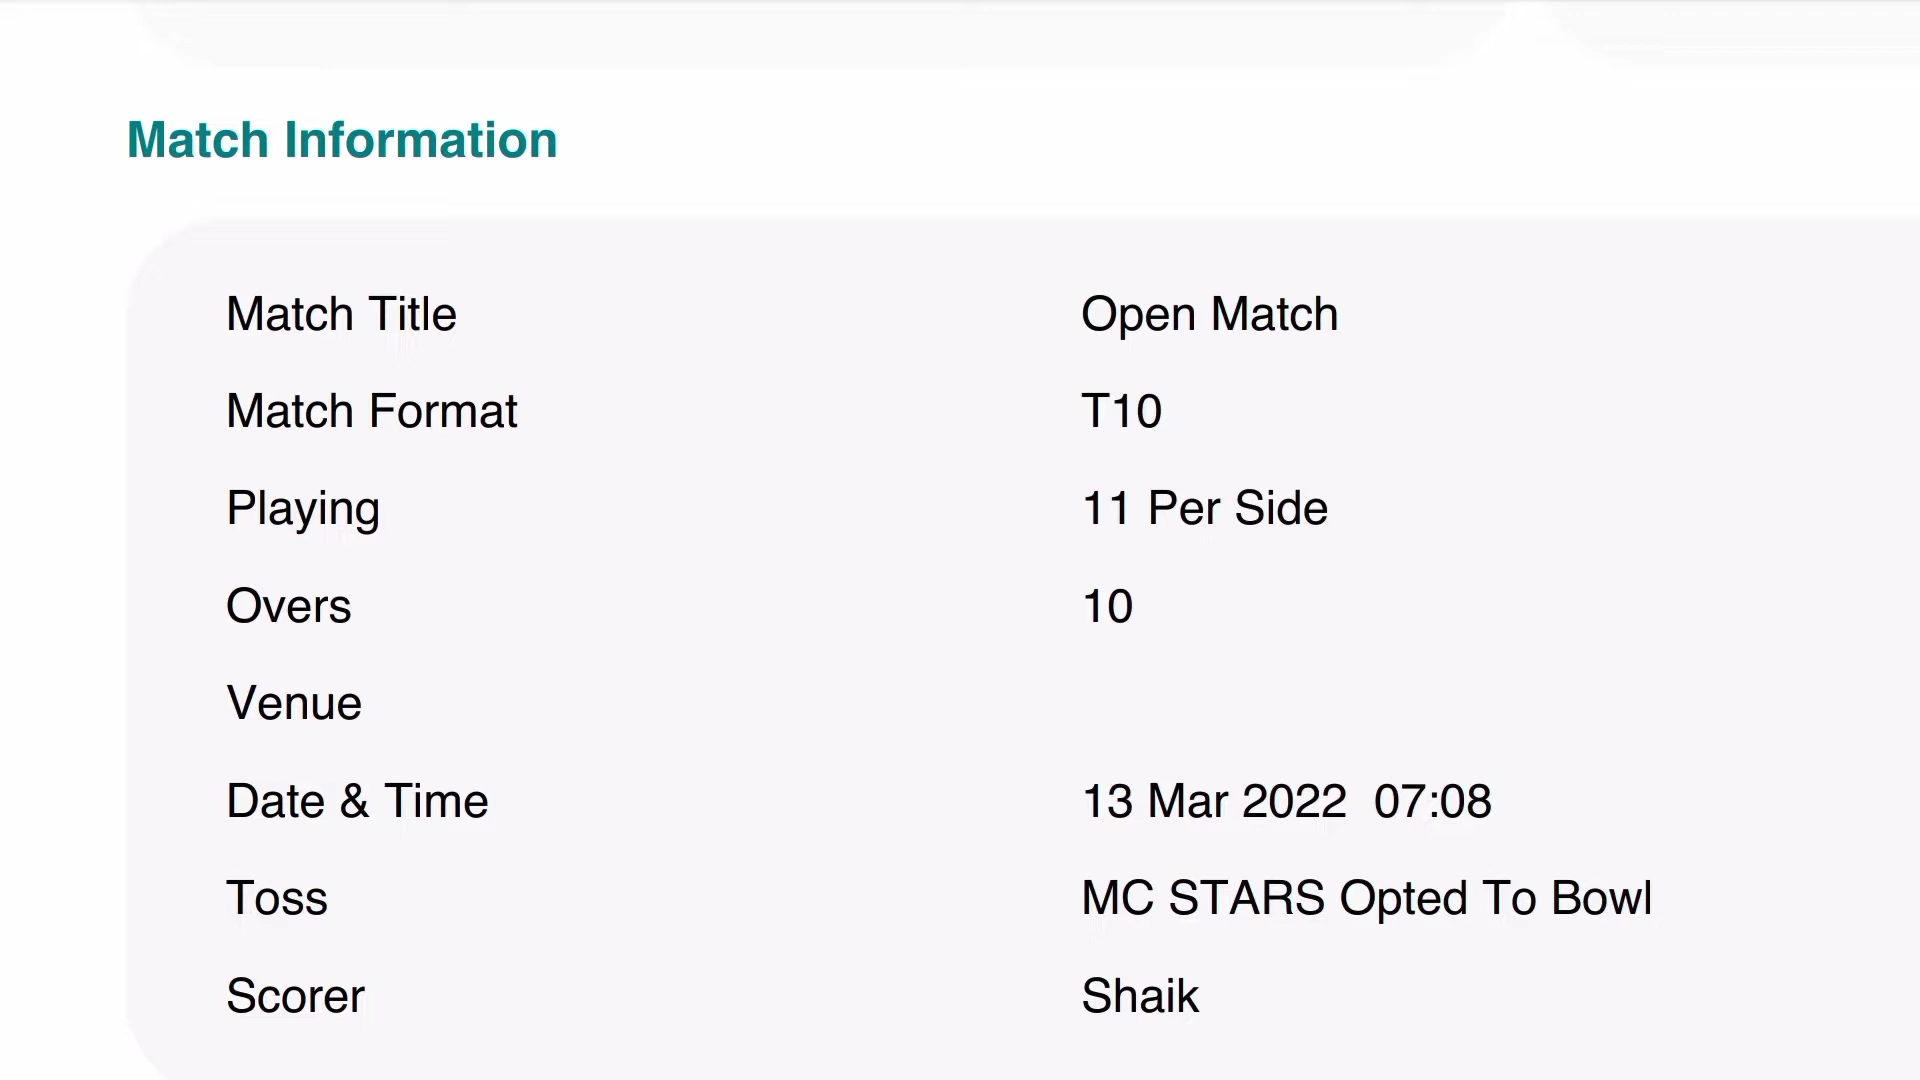 Match Information
Match Title Open Match
Match Format T10
Playing 11 Per Side
Overs 10
Venue
Date & Time 13 Mar 2022  07:08
Toss MC STARS Opted To Bowl
Scorer Shaik